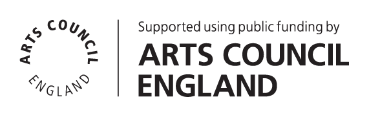 ARTS COUNCIL
ENGLAND
Supported using public funding by
ARTS COUNCIL
ENGLAND